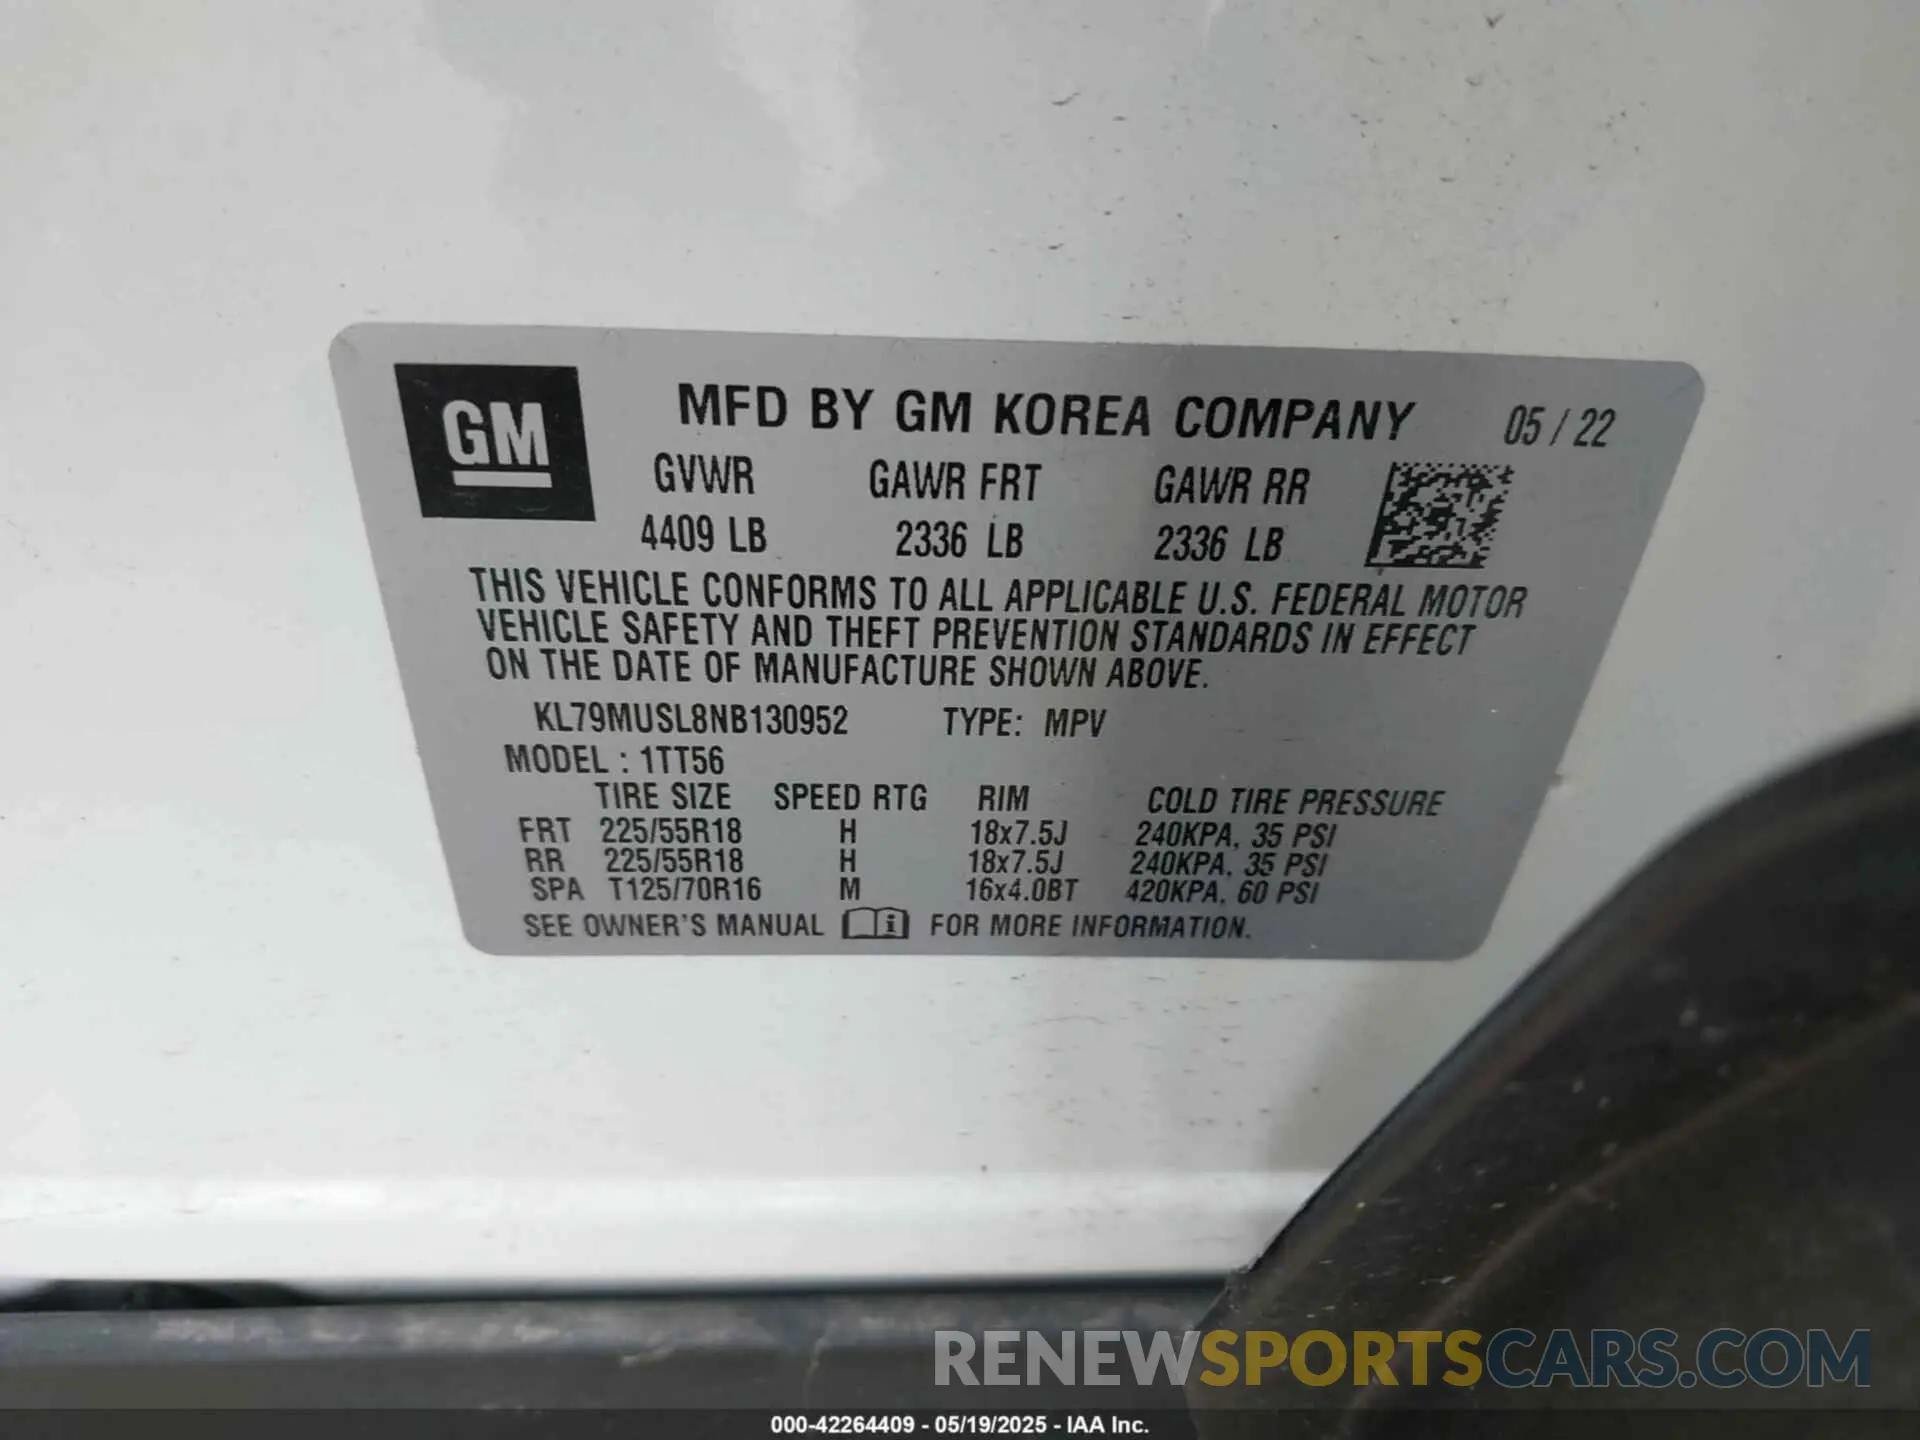 GM
MFD BY GM KOREA COMPANY 05 / 22
GVWR GAWR FRT GAWR RR
4409 LB 2336 LB 2336 LB
THIS VEHICLE CONFORMS TO ALL APPLICABLE U.S. FEDERAL MOTOR
VEHICLE SAFETY AND THEFT PREVENTION STANDARDS IN EFFECT
ON THE DATE OF MANUFACTURE SHOWN ABOVE.
KL79MUSL8NB130952 TYPE: MPV
MODEL : 1TT56
TIRE SIZE SPEED RTG RIM COLD TIRE PRESSURE
FRT 225/55R18 H 18x7.5J 240KPA, 35 PSI
RR 225/55R18 H 18x7.5J 240KPA, 35 PSI
SPA T125/70R16 M 16x4.0BT 420KPA, 60 PSI
SEE OWNER'S MANUAL i FOR MORE INFORMATION.
RENEWSPORTSCARS.COM
000-42264409 - 05/19/2025 - IAA Inc.